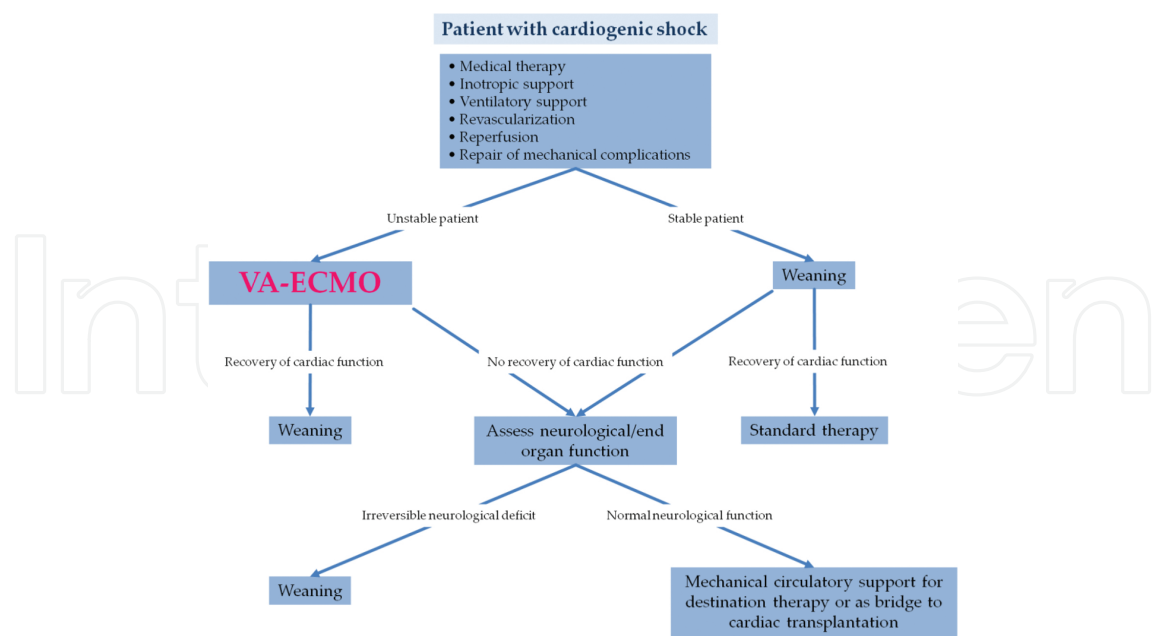 Patient with cardiogenic shock
• Medical therapy
• Inotropic support
• Ventilatory support
• Revascularization
• Reperfusion
• Repair of mechanical complications
Unstable patient
Stable patient
VA-ECMO
Weaning
Recovery of cardiac function
No recovery of cardiac function
Recovery of cardiac function
Weaning
Assess neurological/end
organ function
Standard therapy
Irreversible neurological deficit
Normal neurological function
Weaning
Mechanical circulatory support for
destination therapy or as bridge to
cardiac transplantation